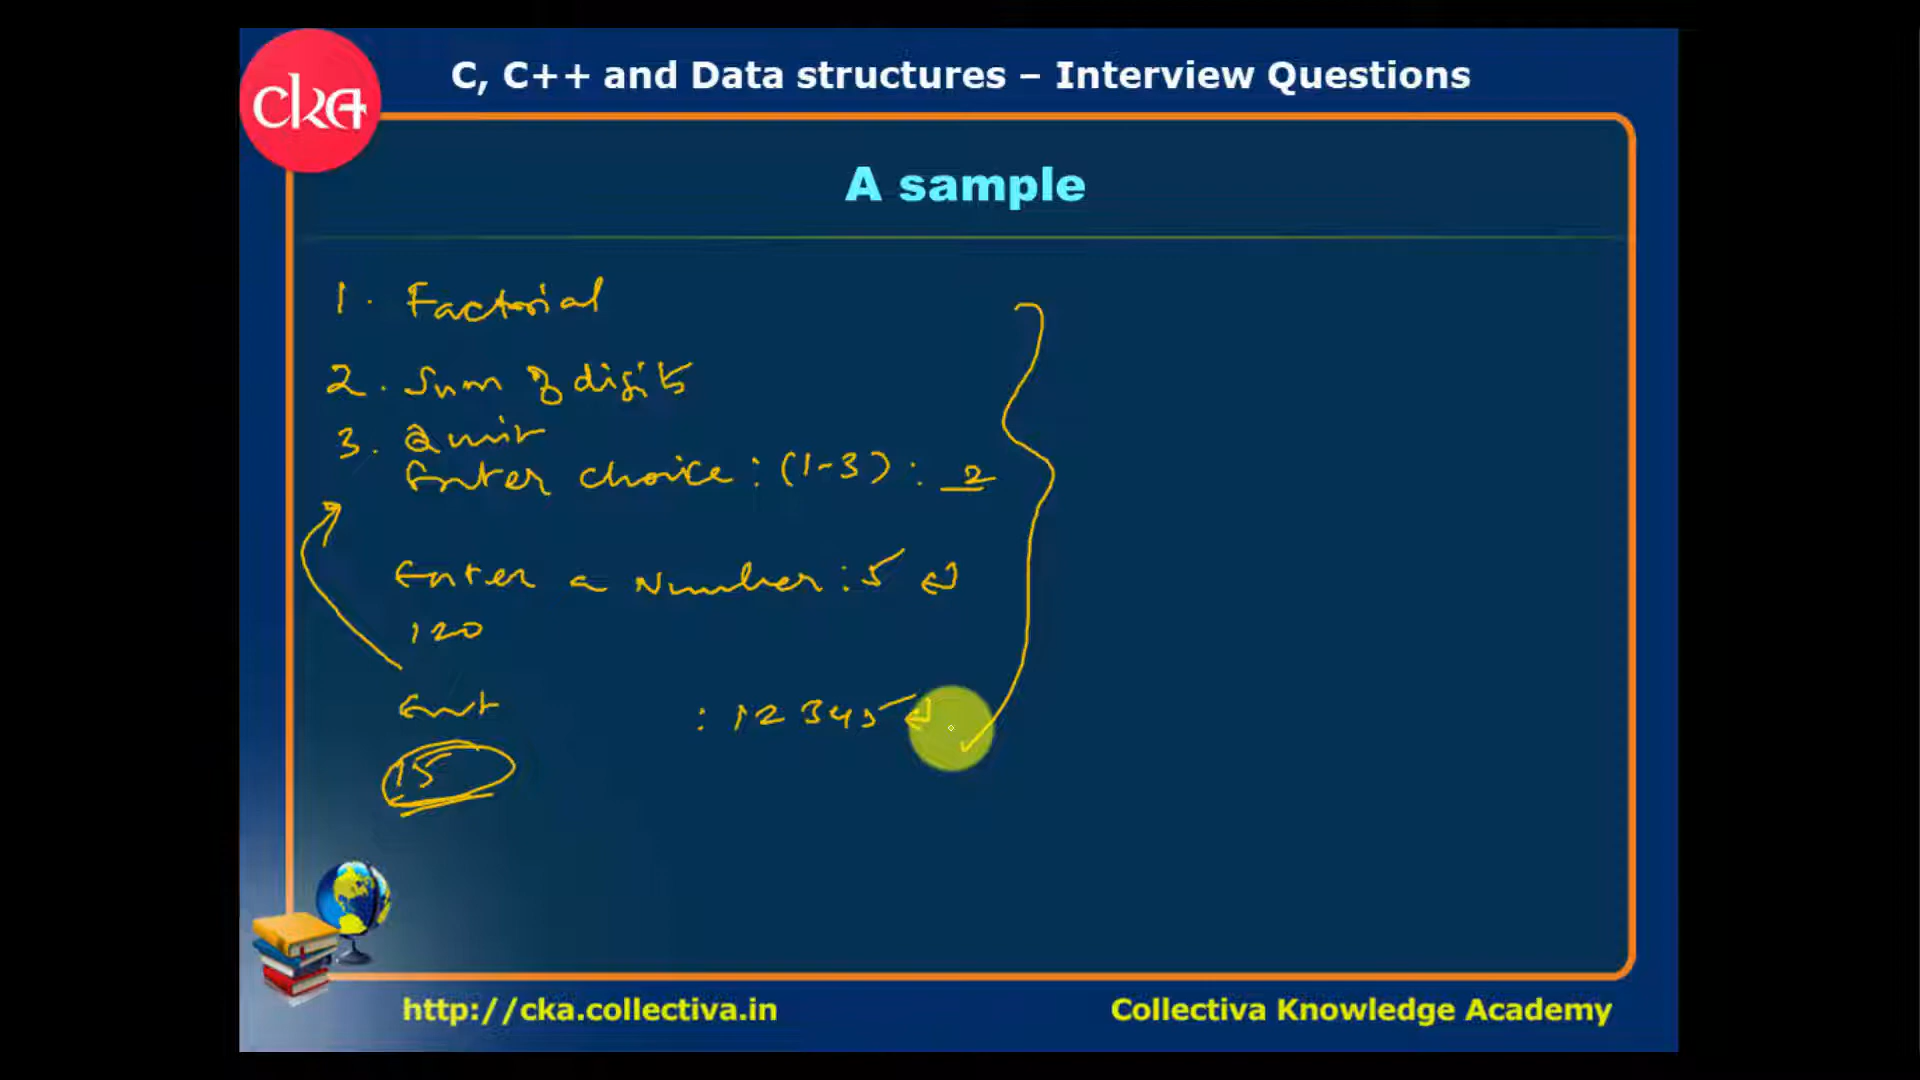 cka
C, C++ and Data structures – Interview Questions
A sample
1. Factorial
2. Sum of digits
3. Quit
Enter choice : (1-3) : 2
Enter a Number : 5
120
Ent : 12345
15
http://cka.collectiva.in
Collectiva Knowledge Academy